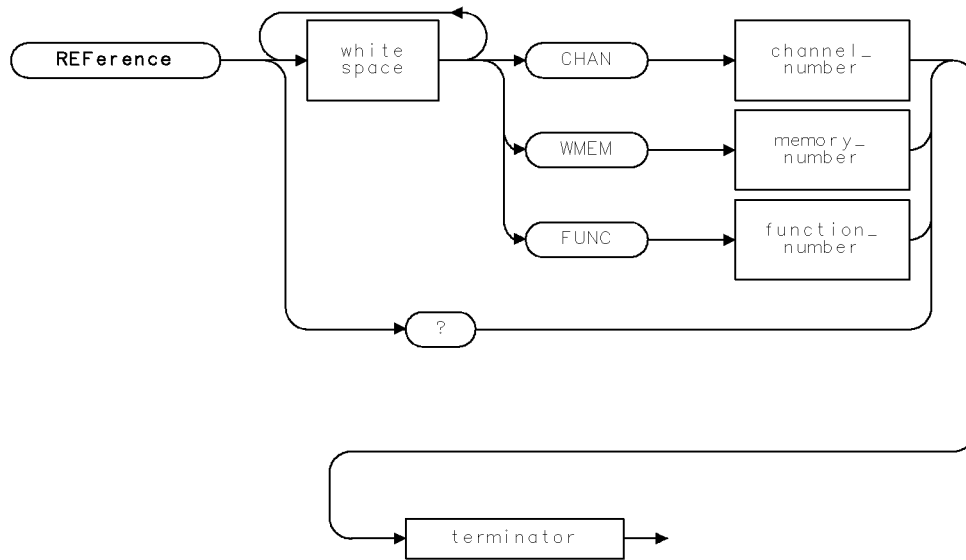 REFerence
white
space
CHAN
channel_
number
WMEM
memory_
number
FUNC
function_
number
?
terminator